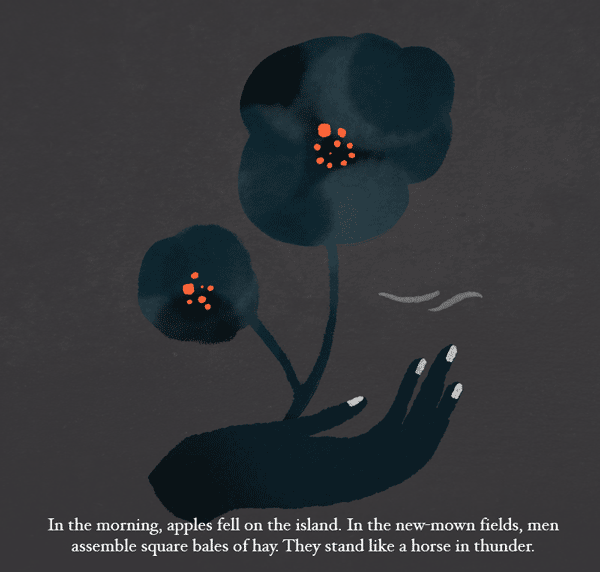 In the morning, apples fell on the island. In the new-mown fields, men
assemble square bales of hay. They stand like a horse in thunder.